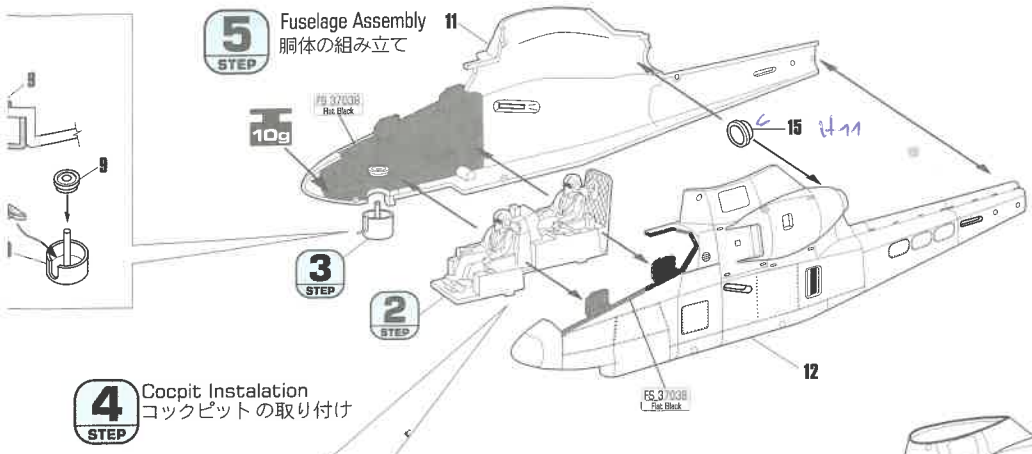 5
STEP
Fuselage Assembly
胴体の組み立て
11
9
FS 37038
Flat Black
10g
15
9
3
STEP
2
STEP
12
FS 37038
Flat Black
4
STEP
Cocpit Instalation
コックピットの取り付け